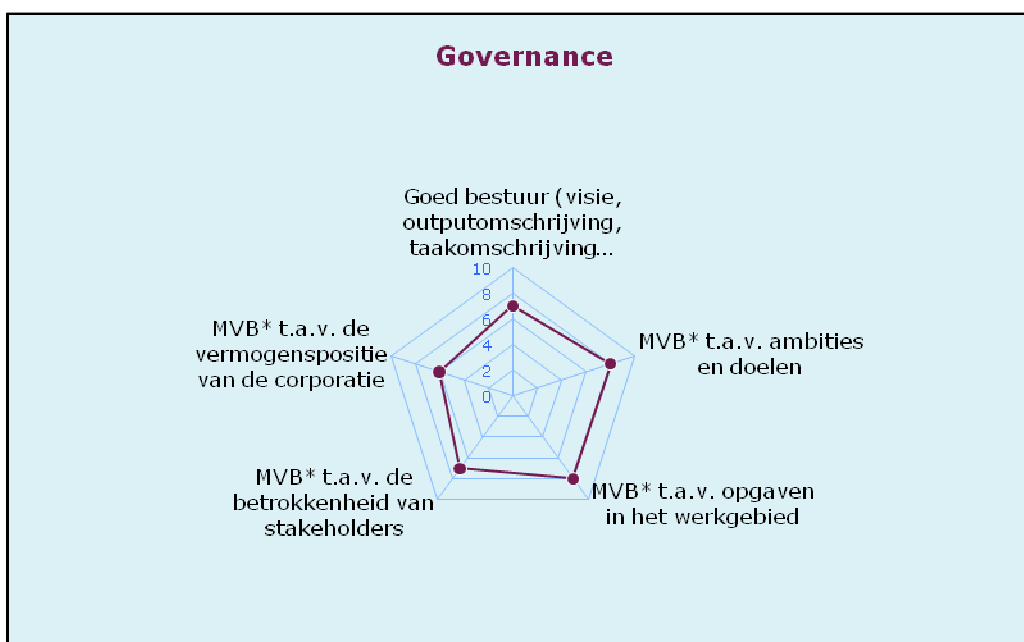 Governance
Goed bestuur (visie,
outputomschrijving,
taakomschrijving...
10
8
6
4
2
0
MVB* t.a.v. ambities
en doelen
MVB* t.a.v. opgaven
in het werkgebied
MVB* t.a.v. de
betrokkenheid van
stakeholders
MVB* t.a.v. de
vermogenspositie
van de corporatie